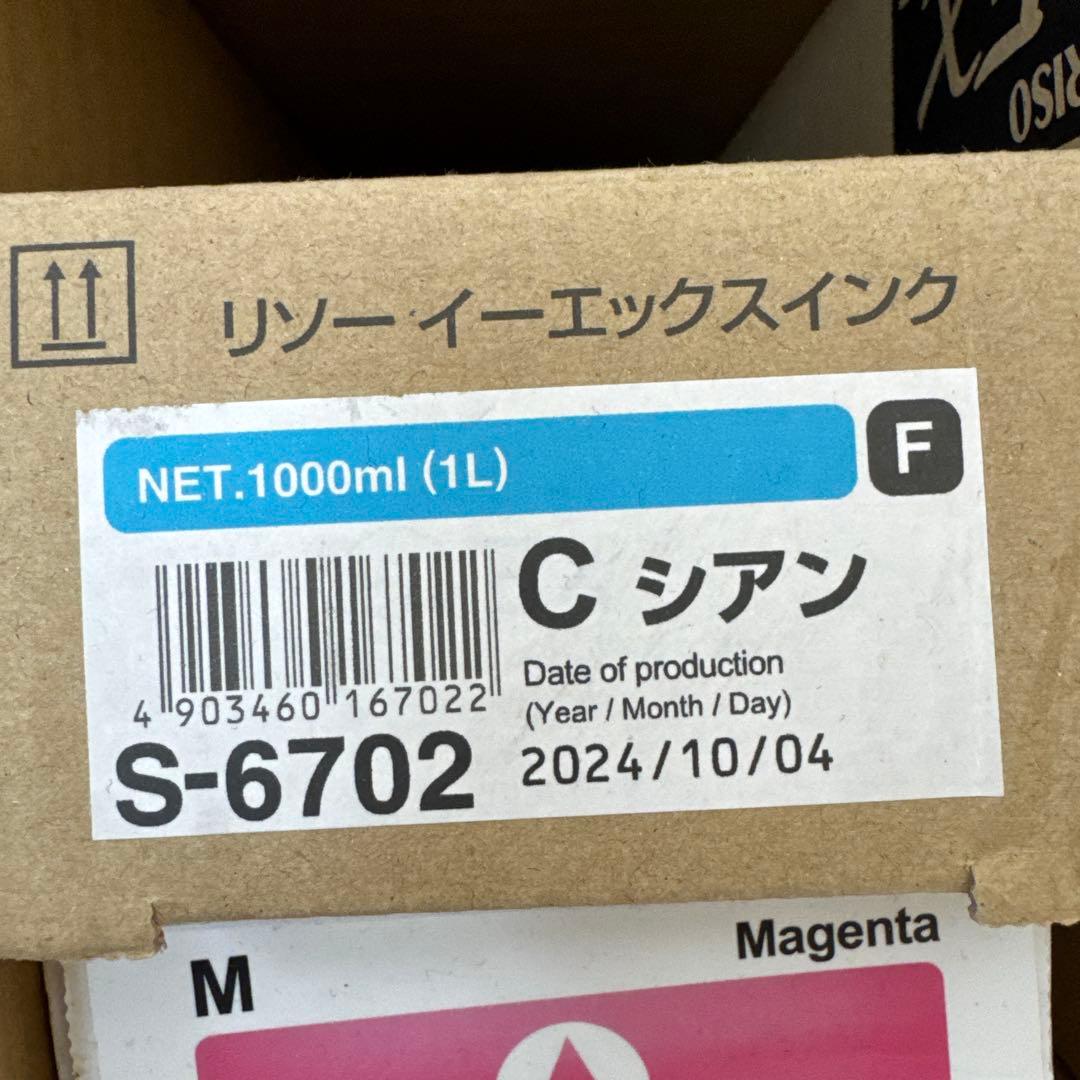 RISO
リソー イーエックスインク
NET.1000ml (1L)
F
C シアン
4 903460 167022
Date of production
(Year / Month / Day)
2024/10/04
S-6702
M Magenta